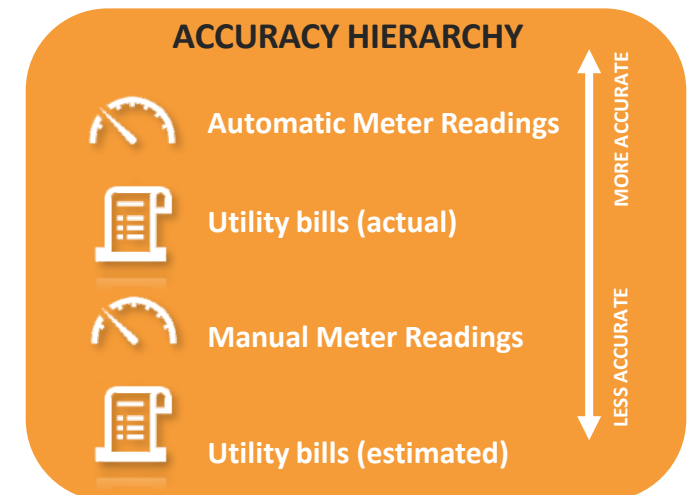 ACCURACY HIERARCHY
MORE ACCURATE
Automatic Meter Readings
Utility bills (actual)
Manual Meter Readings
LESS ACCURATE
Utility bills (estimated)